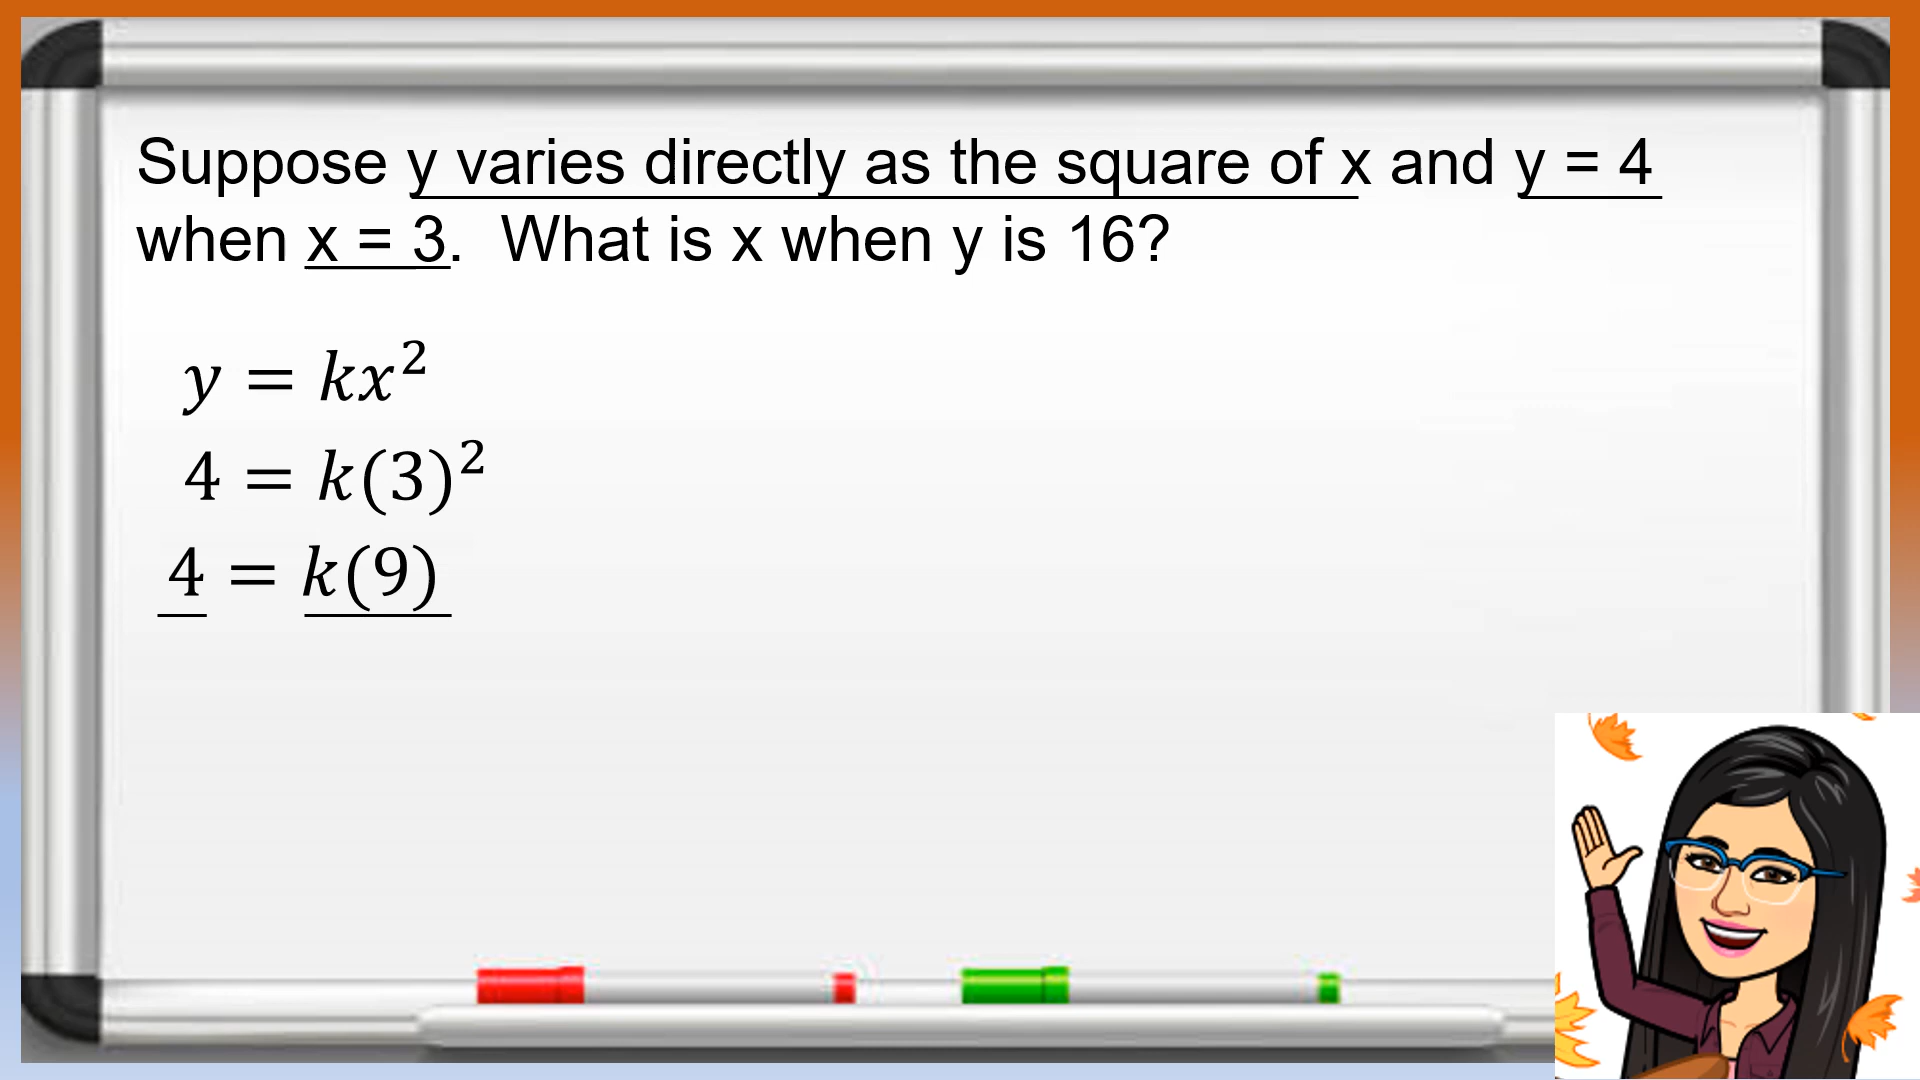 Suppose y varies directly as the square of x and y = 4
when x = 3. What is x when y is 16?
y = kx²
4 = k(3)²
4 = k(9)